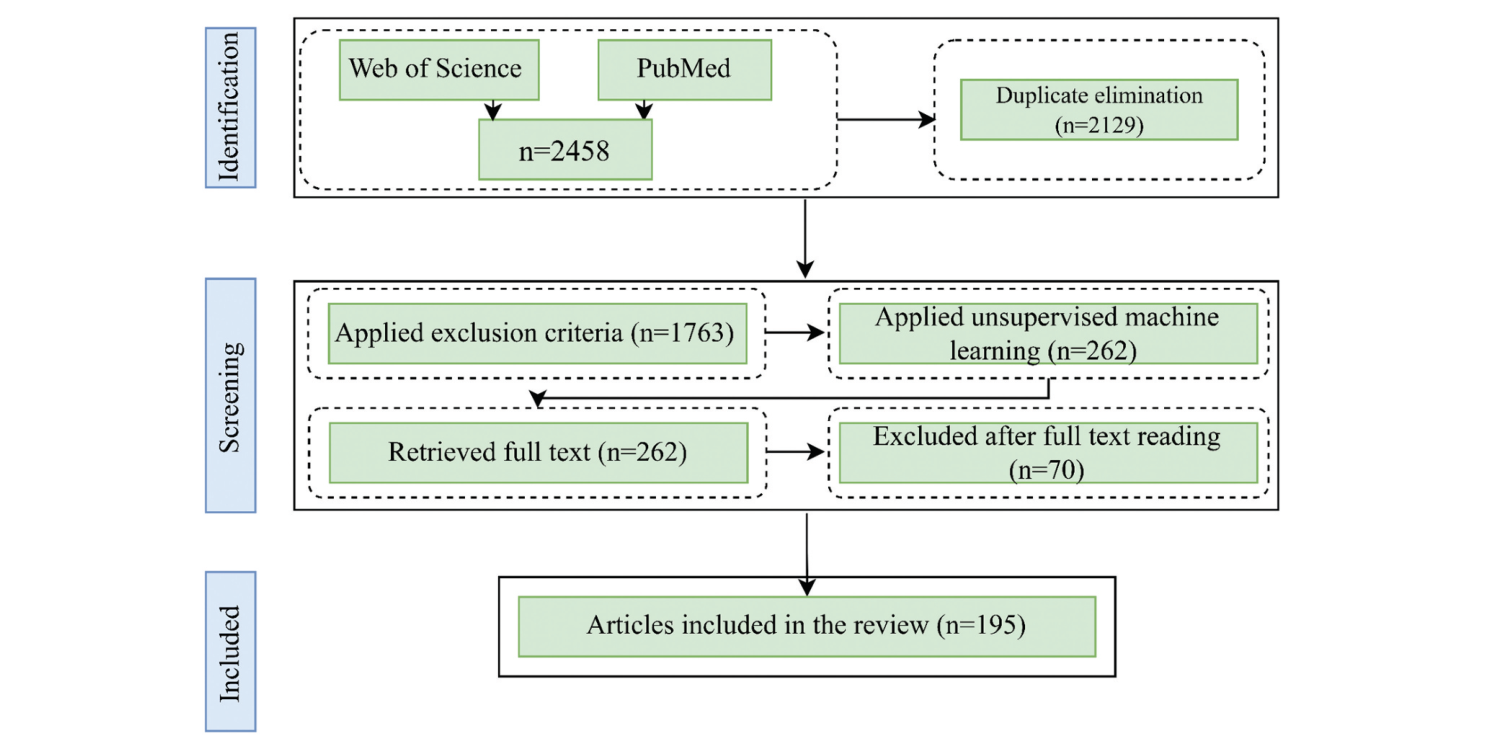 Identification
Web of Science
PubMed
n=2458
Duplicate elimination
(n=2129)
Screening
Applied exclusion criteria (n=1763)
Applied unsupervised machine
learning (n=262)
Retrieved full text (n=262)
Excluded after full text reading
(n=70)
Included
Articles included in the review (n=195)